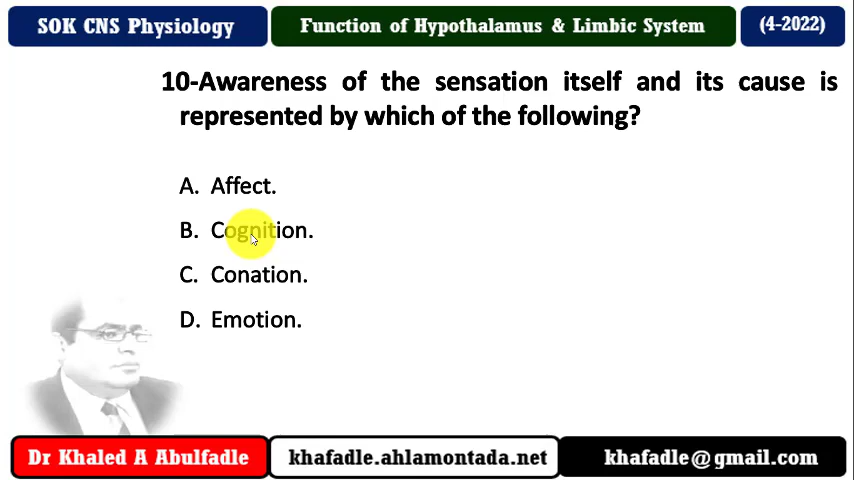 SOK CNS Physiology
Function of Hypothalamus & Limbic System
(4-2022)
10-Awareness of the sensation itself and its cause is
represented by which of the following?
A. Affect.
B. Cognition.
C. Conation.
D. Emotion.
Dr Khaled A Abulfadle
khafadle.ahlamontada.net
khafadle@gmail.com